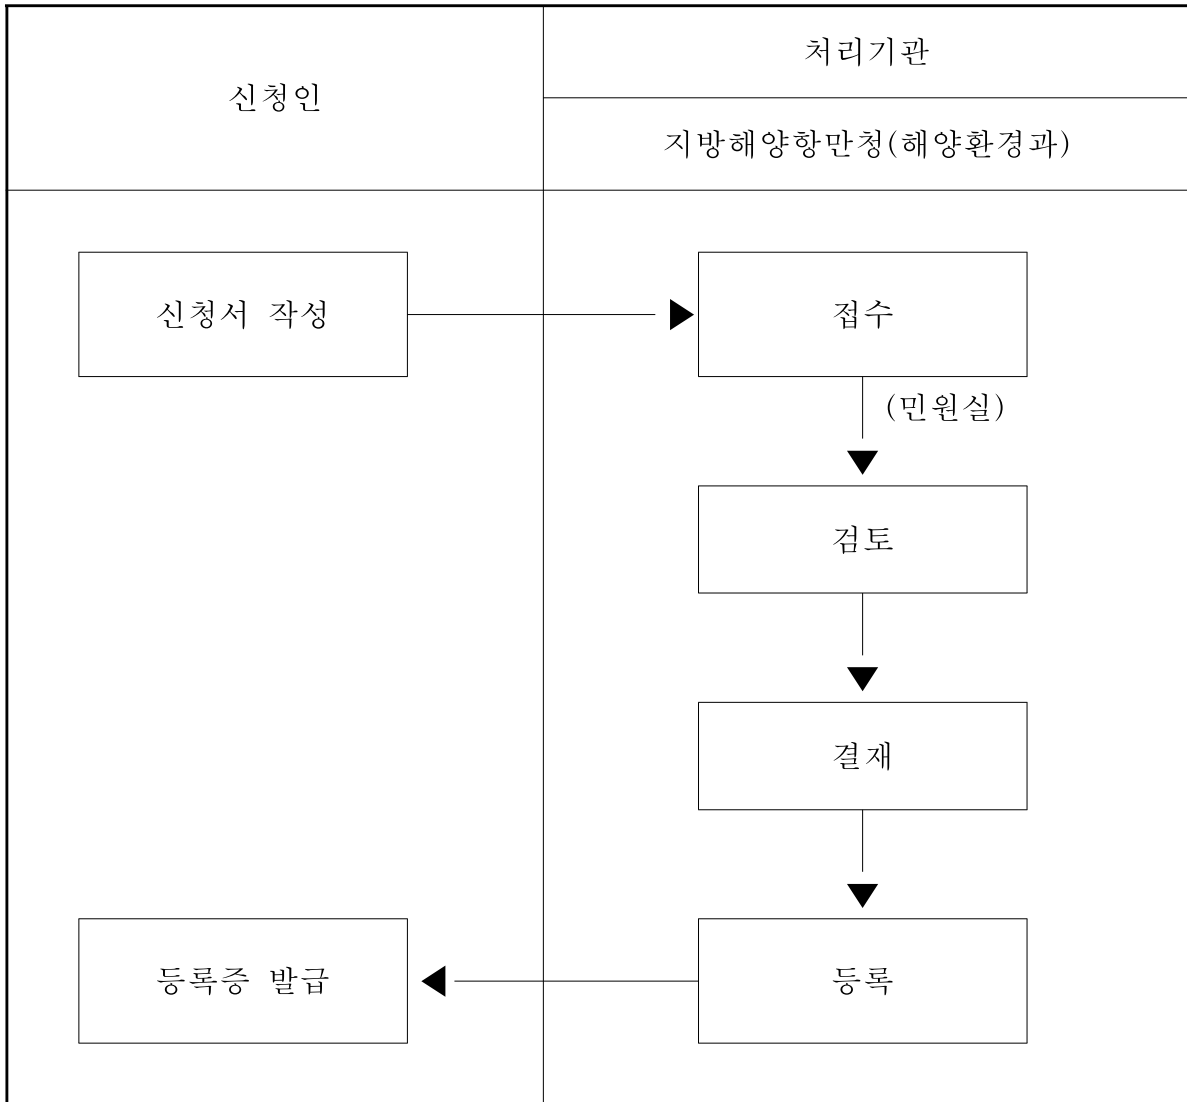 신청인
처리기관
지방해양항만청(해양환경과)
신청서 작성
접수
(민원실)
검토
결재
등록증 발급
등록